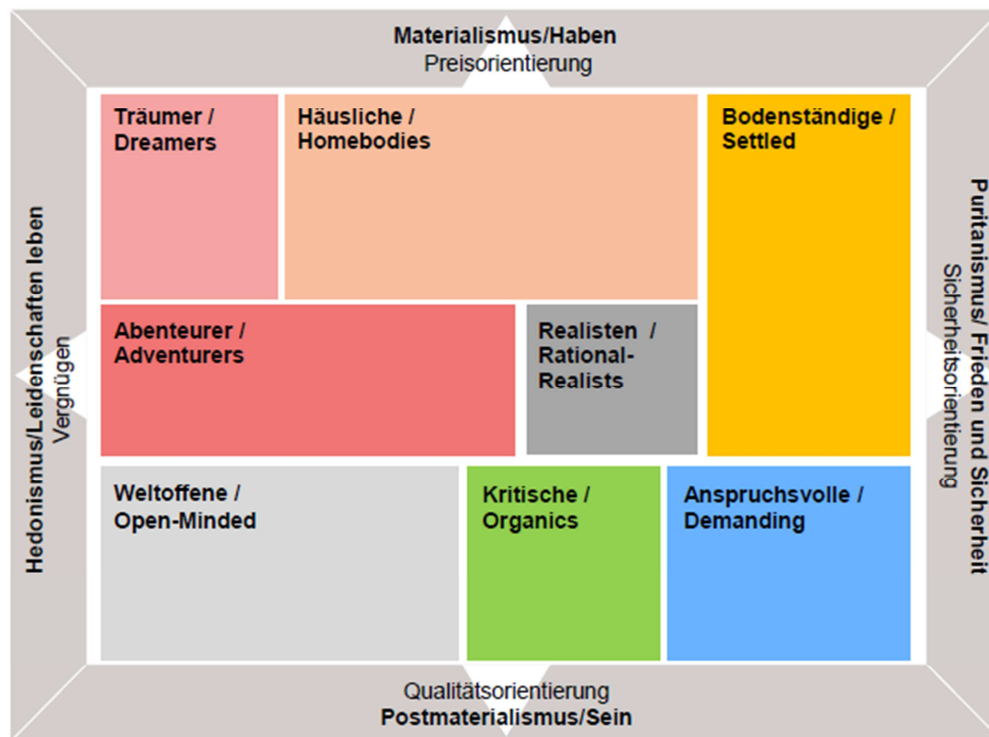 Materialismus/Haben
Preisorientierung
Träumer /
Dreamers
Häusliche /
Homebodies
Bodenständige /
Settled
Hedonismus/Leidenschaften leben
Vergnügen
Puritanismus/ Frieden und Sicherheit
Sicherheitsorientierung
Abenteurer /
Adventurers
Realisten /
Rational-
Realists
Weltoffene /
Open-Minded
Kritische /
Organics
Anspruchsvolle /
Demanding
Qualitätsorientierung
Postmaterialismus/Sein